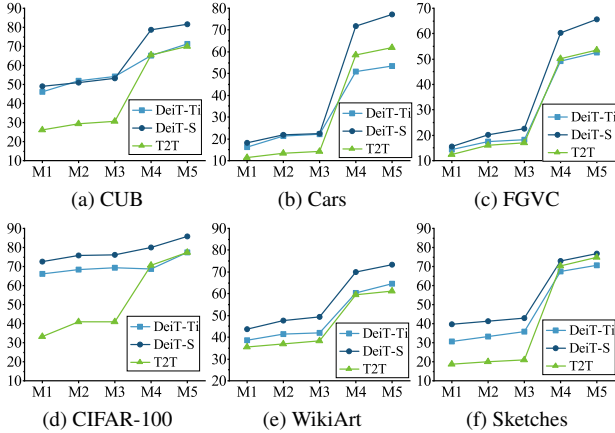 90
80
70
60
50
40
30
20
10
DeiT-Ti
DeiT-S
T2T
M1 M2 M3 M4 M5
(a) CUB
80
70
60
50
40
30
20
10
DeiT-Ti
DeiT-S
T2T
M1 M2 M3 M4 M5
(b) Cars
70
60
50
40
30
20
10
DeiT-Ti
DeiT-S
T2T
M1 M2 M3 M4 M5
(c) FGVC
90
80
70
60
50
40
30
20
10
DeiT-Ti
DeiT-S
T2T
M1 M2 M3 M4 M5
(d) CIFAR-100
90
80
70
60
50
40
30
20
DeiT-Ti
DeiT-S
T2T
M1 M2 M3 M4 M5
(e) WikiArt
90
80
70
60
50
40
30
20
10
DeiT-Ti
DeiT-S
T2T
M1 M2 M3 M4 M5
(f) Sketches